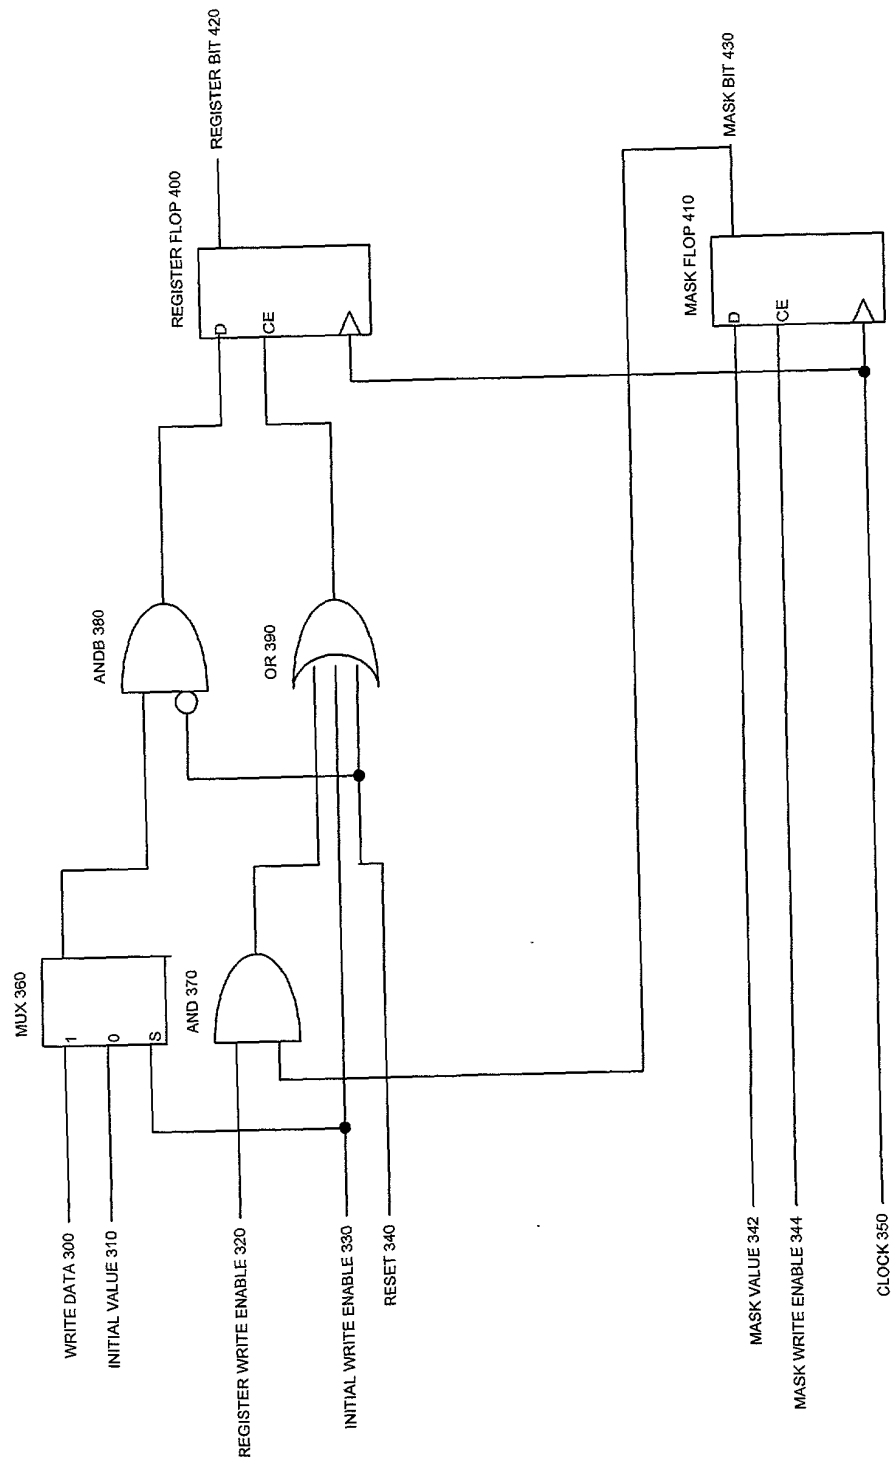 WRITE DATA 300
INITIAL VALUE 310
REGISTER WRITE ENABLE 320
INITIAL WRITE ENABLE 330
RESET 340
MASK VALUE 342
MASK WRITE ENABLE 344
CLOCK 350
MUX 360
1
0
S
AND 370
ANDB 380
OR 390
REGISTER FLOP 400
D
CE
REGISTER BIT 420
MASK FLOP 410
D
CE
MASK BIT 430